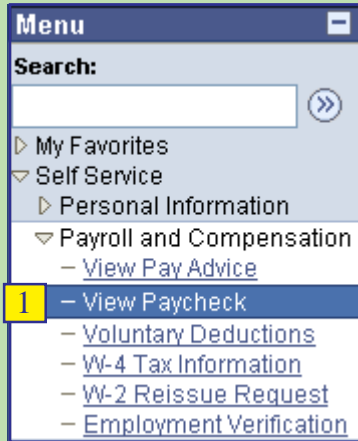 Menu
Search:
My Favorites
Self Service
Personal Information
Payroll and Compensation
– View Pay Advice
1 – View Paycheck
– Voluntary Deductions
– W-4 Tax Information
– W-2 Reissue Request
– Employment Verification